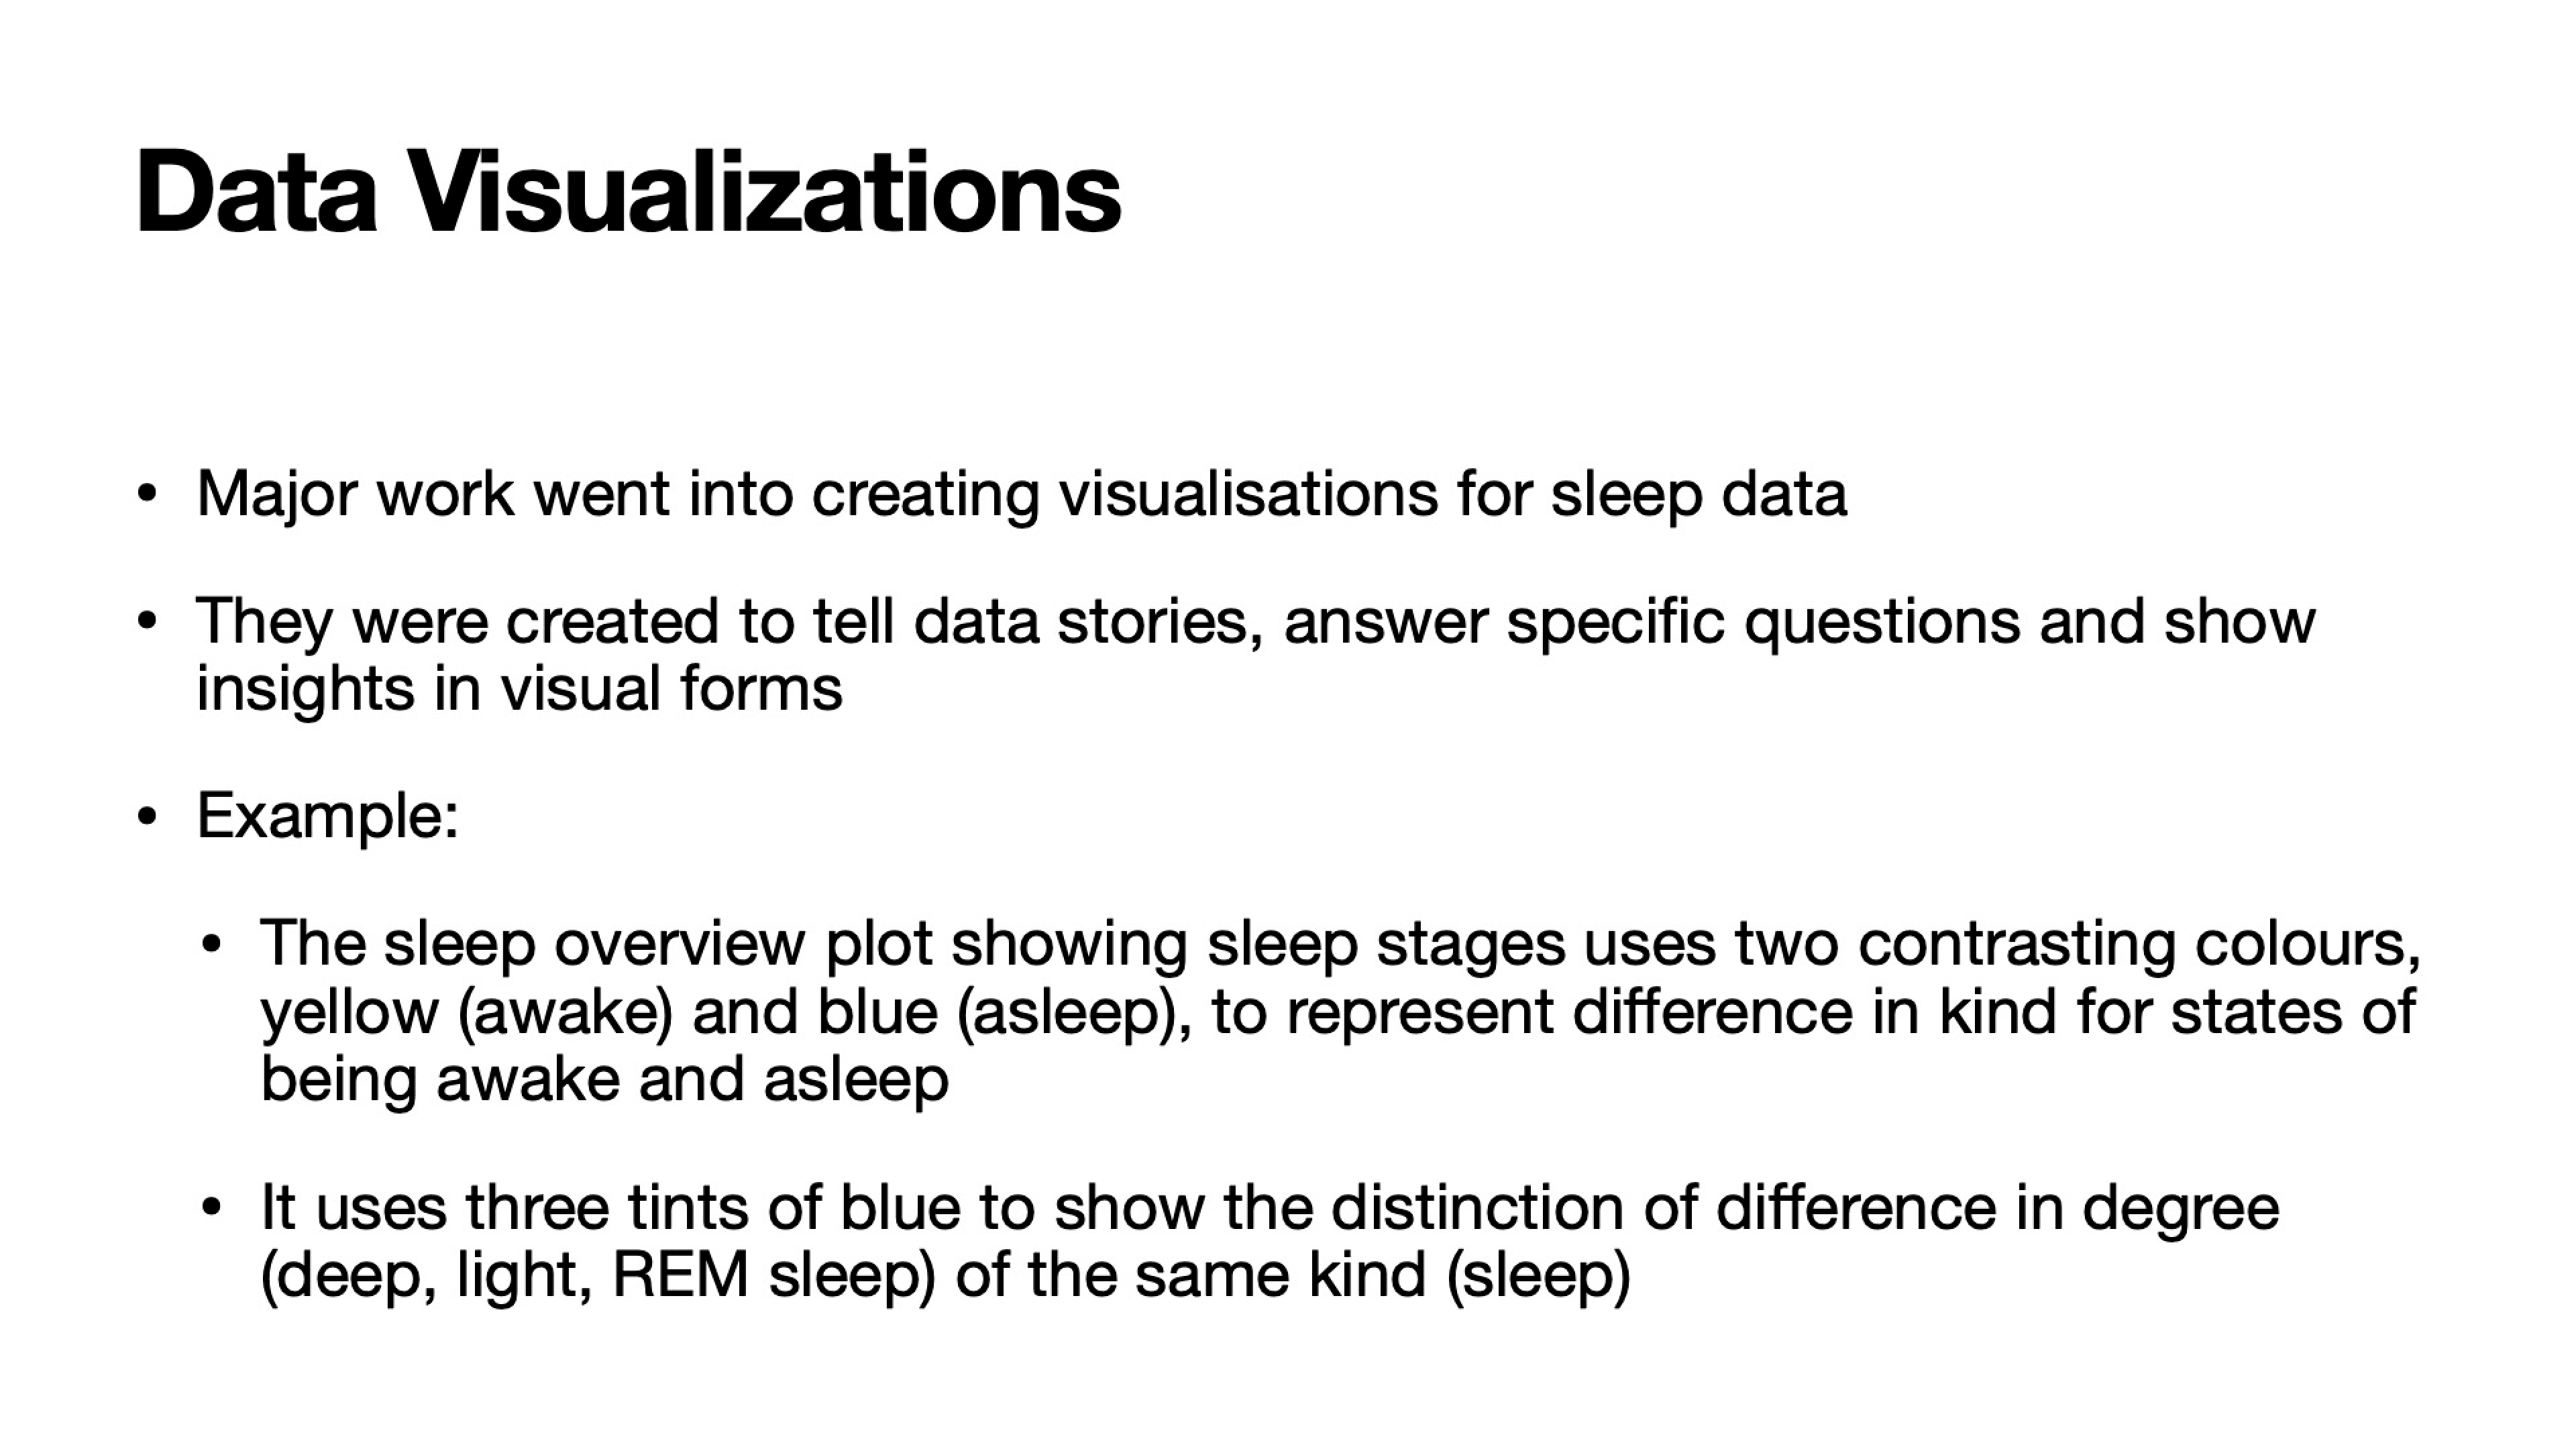 Data Visualizations
• Major work went into creating visualisations for sleep data
• They were created to tell data stories, answer specific questions and show
insights in visual forms
• Example:
• The sleep overview plot showing sleep stages uses two contrasting colours,
yellow (awake) and blue (asleep), to represent difference in kind for states of
being awake and asleep
• It uses three tints of blue to show the distinction of difference in degree
(deep, light, REM sleep) of the same kind (sleep)